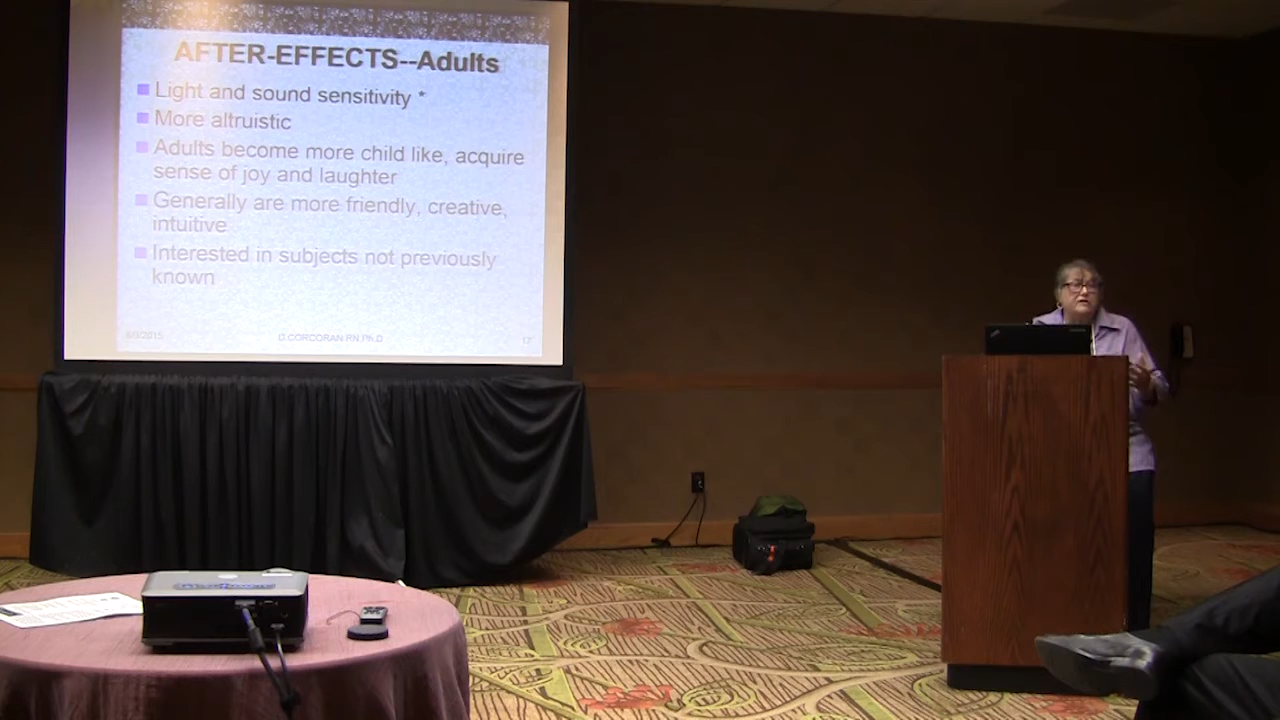 AFTER-EFFECTS--Adults
Light and sound sensitivity *
More altruistic
Adults become more child like, acquire
sense of joy and laughter
Generally are more friendly, creative,
intuitive
Interested in subjects not previously
known
D.CORCORAN.RN.Ph.D
17